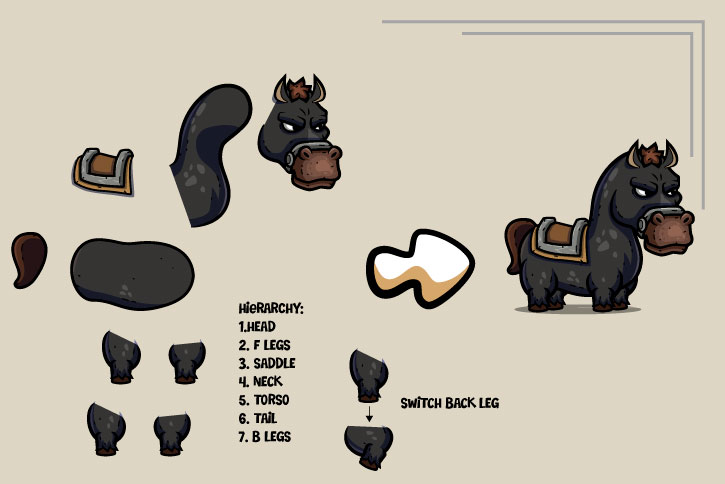 HIERARCHY:
1.HEAD
2. F LEGS
3. SADDLE
4. NECK
5. TORSO
6. TAIL
7. B LEGS
SWITCH BACK LEG